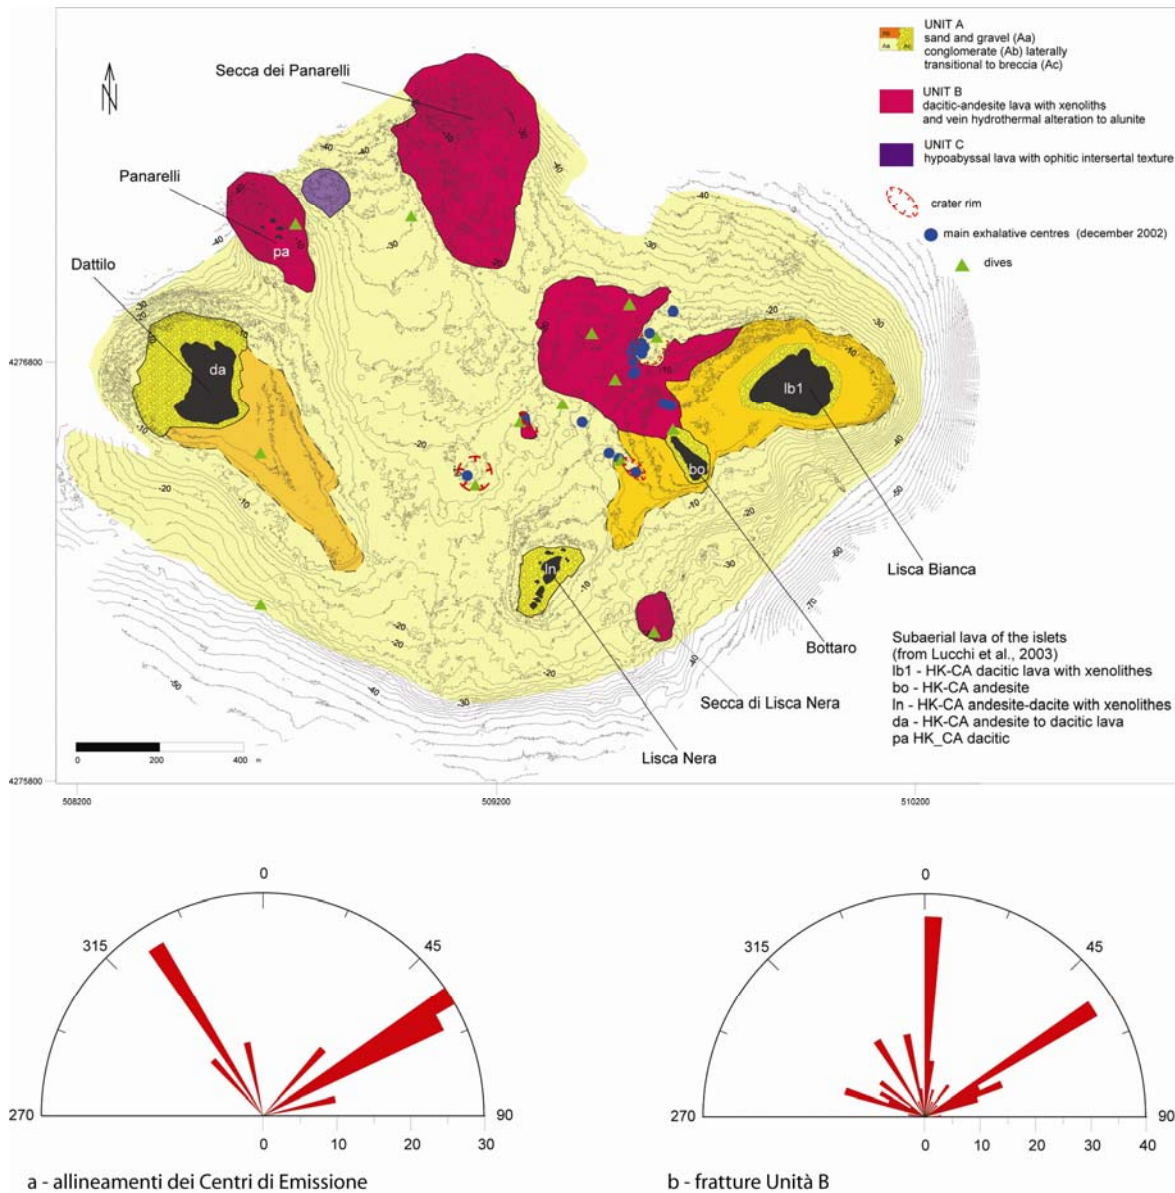 UNIT A
sand and gravel (Aa)
conglomerate (Ab) laterally
transitional to breccia (Ac)
Ab
Aa
Ac
UNIT B
dacitic-andesite lava with xenoliths
and vein hydrothermal alteration to alunite
UNIT C
hypoabyssal lava with ophitic intersertal texture
crater rim
main exhalative centres (december 2002)
dives
N
Secca dei Panarelli
Panarelli
pa
Dattilo
da
4276800
lb1
bo
ln
Lisca Bianca
Bottaro
Secca di Lisca Nera
Lisca Nera
Subaerial lava of the islets
(from Lucchi et al., 2003)
lb1 - HK-CA dacitic lava with xenolithes
bo - HK-CA andesite
ln - HK-CA andesite-dacite with xenolithes
da - HK-CA andesite to dacitic lava
pa HK_CA dacitic
0 200 400 m
4275800
508200 509200 510200
0
315 45
270 90
0 10 20 30
a - allineamenti dei Centri di Emissione
0
315 45
270 90
0 10 20 30 40
b - fratture Unità B